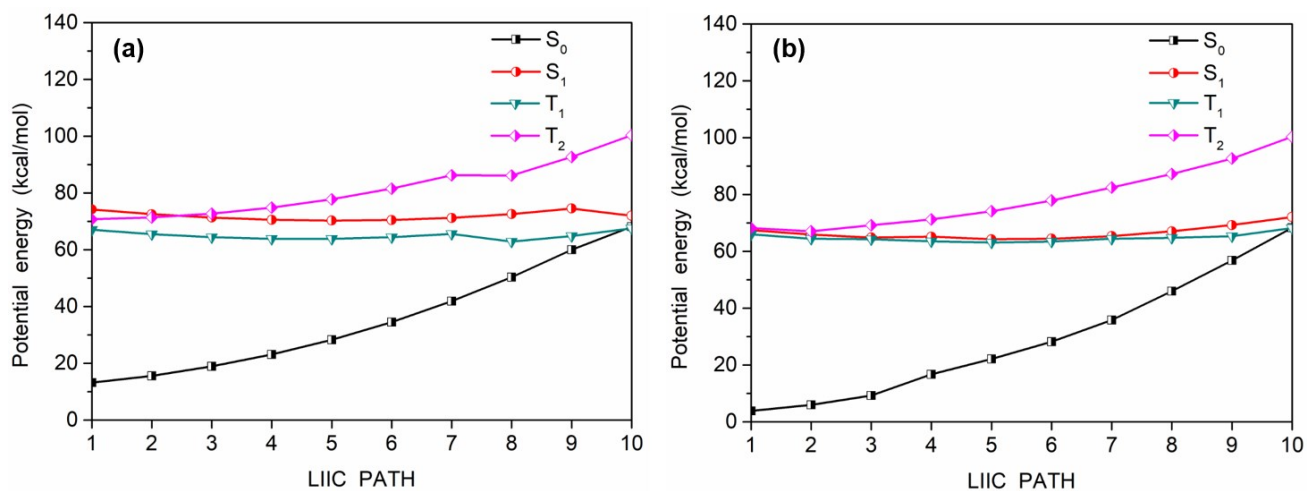 (a)
S0
S1
T1
T2
140
120
100
80
60
40
20
0
Potential energy (kcal/mol)
1 2 3 4 5 6 7 8 9 10
LIIC PATH
(b)
S0
S1
T1
T2
140
120
100
80
60
40
20
0
Potential energy (kcal/mol)
1 2 3 4 5 6 7 8 9 10
LIIC PATH